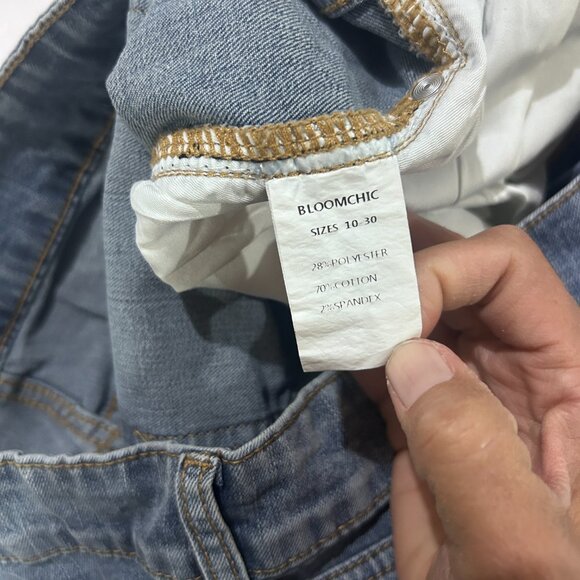 BLOOMCHIC
SIZES 10-30
28%POLYESTER
70%COTTON
2%SPANDEX